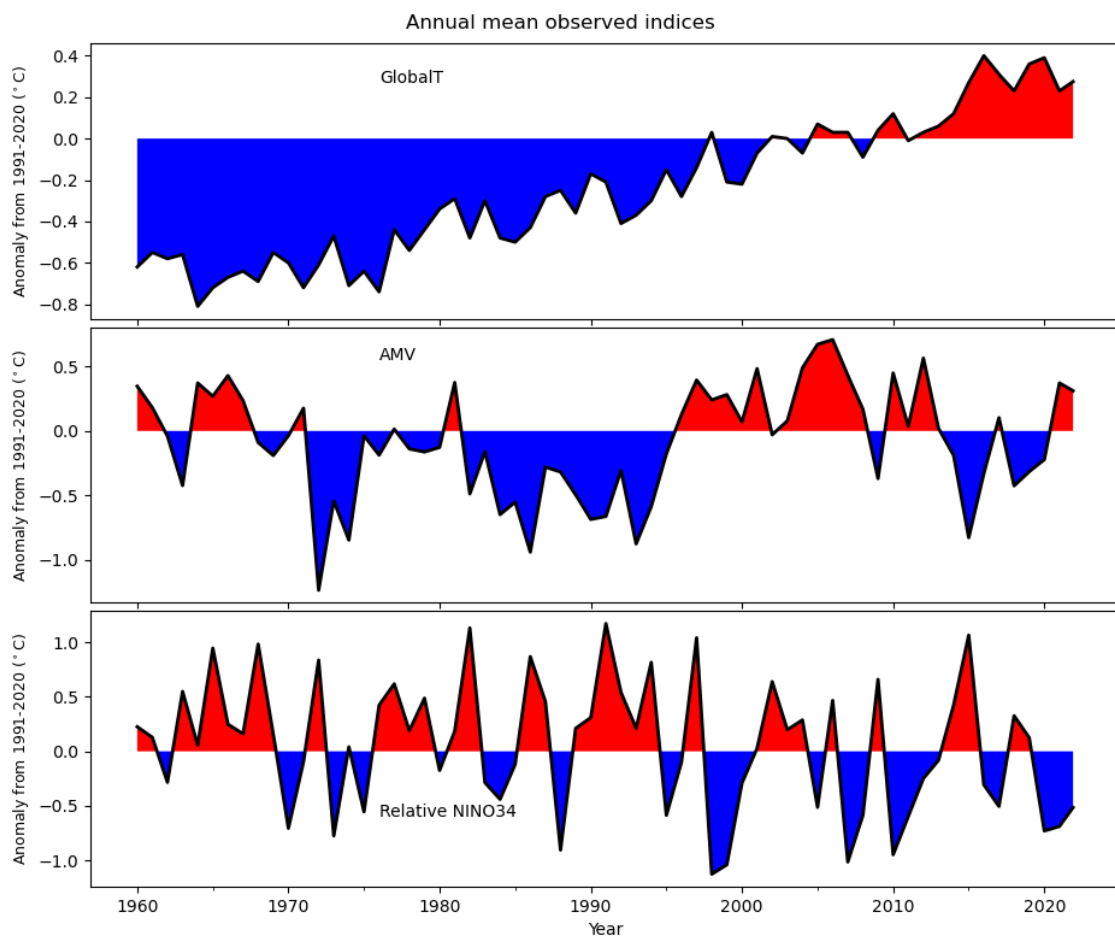 Annual mean observed indices
GlobalT
Anomaly from 1991-2020 (°C)
0.4
0.2
0.0
−0.2
−0.4
−0.6
−0.8
AMV
Anomaly from 1991-2020 (°C)
0.5
0.0
−0.5
−1.0
Relative NINO34
Anomaly from 1991-2020 (°C)
1.0
0.5
0.0
−0.5
−1.0
1960 1970 1980 1990 2000 2010 2020
Year